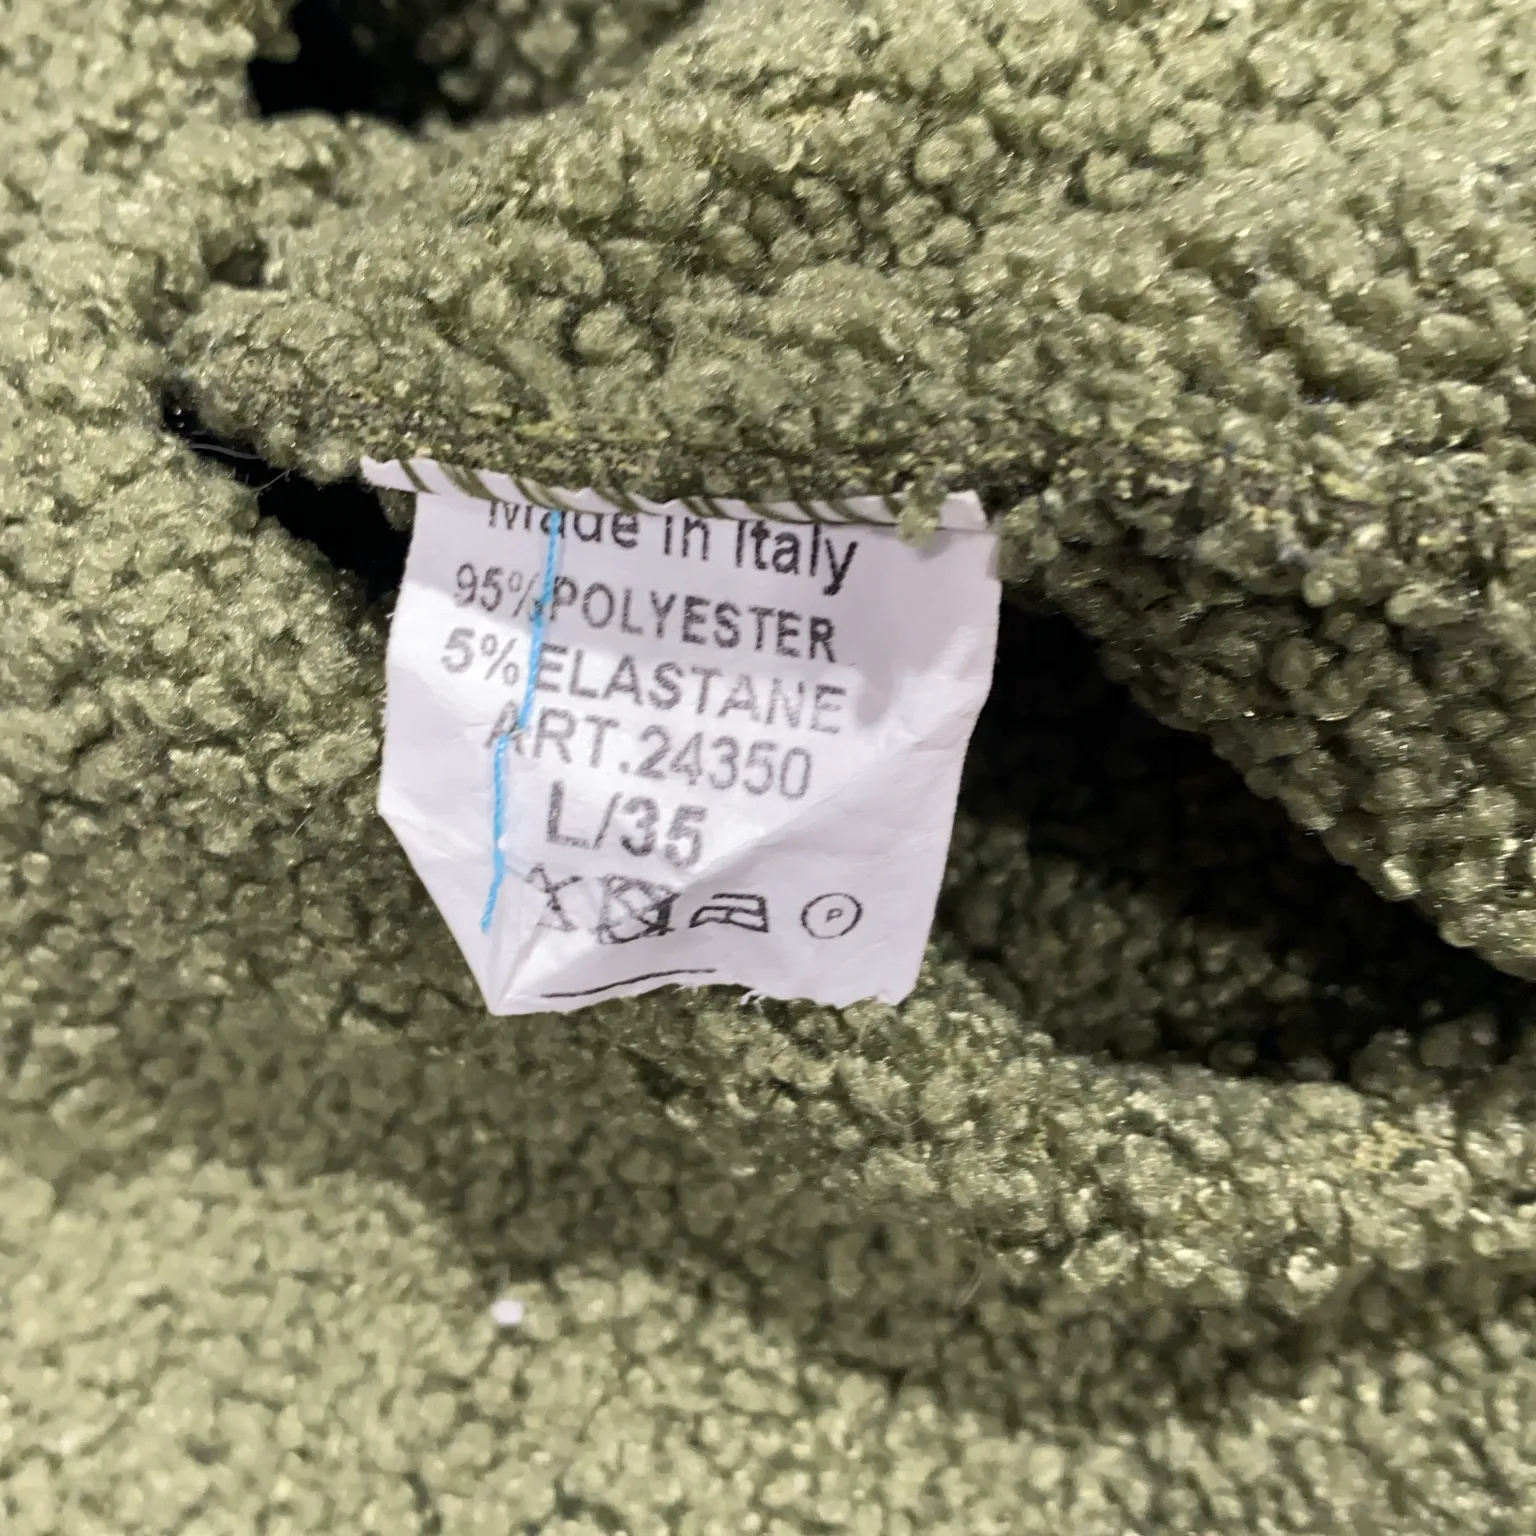 Made in Italy
95% POLYESTER
5% ELASTANE
ART.24350
L/35
P